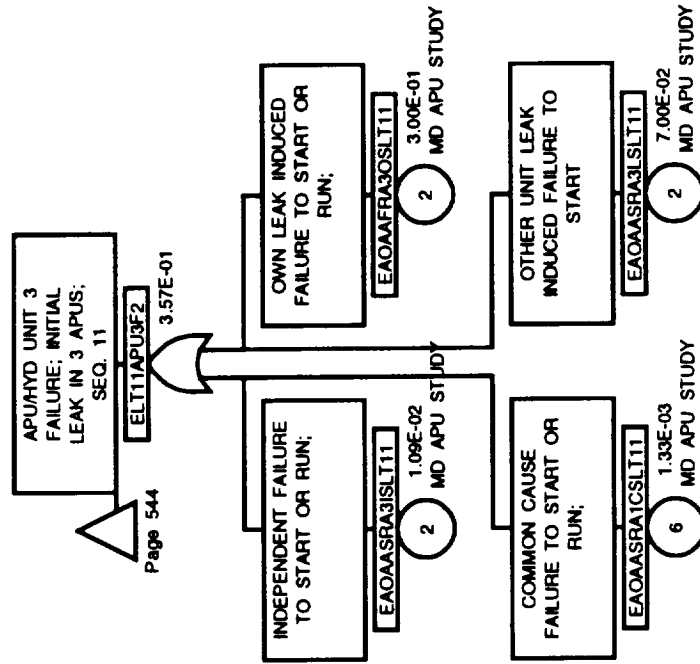 APU/HYD UNIT 3
FAILURE; INITIAL
LEAK IN 3 APUS;
SEQ. 11
ELT11APU3F2
3.57E-01
Page 544
INDEPENDENT FAILURE
TO START OR RUN;
EAOAASRA3ISLT11
2
1.09E-02
MD APU STUDY
OWN LEAK INDUCED
FAILURE TO START OR
RUN;
EAOAAFRA3OSLT11
2
3.00E-01
MD APU STUDY
COMMON CAUSE
FAILURE TO START OR
RUN;
EAOAASRA1CSLT11
6
1.33E-03
MD APU STUDY
OTHER UNIT LEAK
INDUCED FAILURE TO
START
EAOAASRA3LSLT11
2
7.00E-02
MD APU STUDY